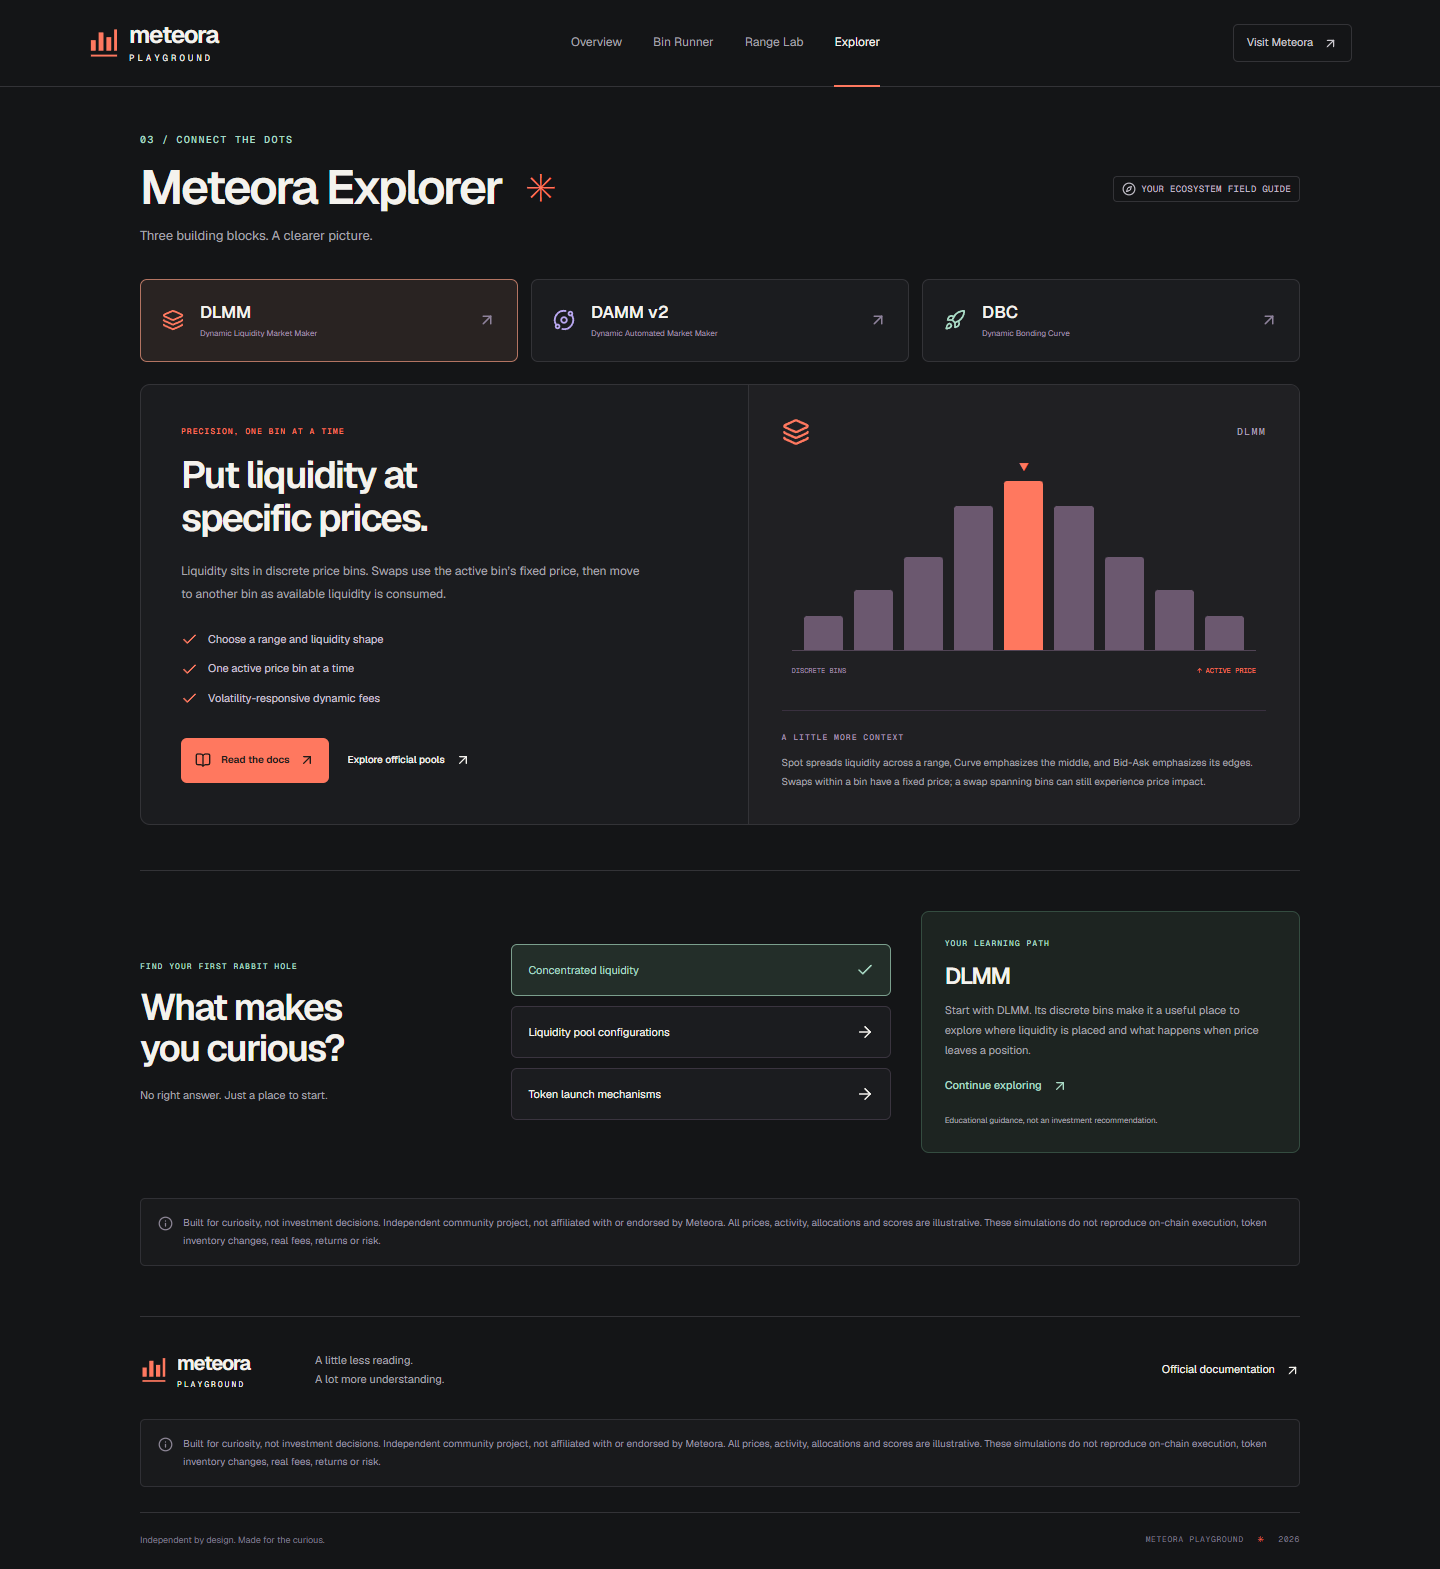 meteora
PLAYGROUND
Overview
Bin Runner
Range Lab
Explorer
Visit Meteora
03 / CONNECT THE DOTS
Meteora Explorer
YOUR ECOSYSTEM FIELD GUIDE
Three building blocks. A clearer picture.
DLMM
Dynamic Liquidity Market Maker
DAMM v2
Dynamic Automated Market Maker
DBC
Dynamic Bonding Curve
PRECISION, ONE BIN AT A TIME
Put liquidity at
specific prices.
Liquidity sits in discrete price bins. Swaps use the active bin's fixed price, then move
to another bin as available liquidity is consumed.
Choose a range and liquidity shape
One active price bin at a time
Volatility-responsive dynamic fees
Read the docs
Explore official pools
DLMM
DISCRETE BINS
↑ ACTIVE PRICE
A LITTLE MORE CONTEXT
Spot spreads liquidity across a range, Curve emphasizes the middle, and Bid-Ask emphasizes its edges.
Swaps within a bin have a fixed price; a swap spanning bins can still experience price impact.
FIND YOUR FIRST RABBIT HOLE
What makes
you curious?
No right answer. Just a place to start.
Concentrated liquidity
Liquidity pool configurations
Token launch mechanisms
YOUR LEARNING PATH
DLMM
Start with DLMM. Its discrete bins make it a useful place to
explore where liquidity is placed and what happens when price
leaves a position.
Continue exploring
Educational guidance, not an investment recommendation.
Built for curiosity, not investment decisions. Independent community project, not affiliated with or endorsed by Meteora. All prices, activity, allocations and scores are illustrative. These simulations do not reproduce on-chain execution, token
inventory changes, real fees, returns or risk.
meteora
PLAYGROUND
A little less reading.
A lot more understanding.
Official documentation
Built for curiosity, not investment decisions. Independent community project, not affiliated with or endorsed by Meteora. All prices, activity, allocations and scores are illustrative. These simulations do not reproduce on-chain execution, token
inventory changes, real fees, returns or risk.
Independent by design. Made for the curious.
METEORA PLAYGROUND ✳ 2026